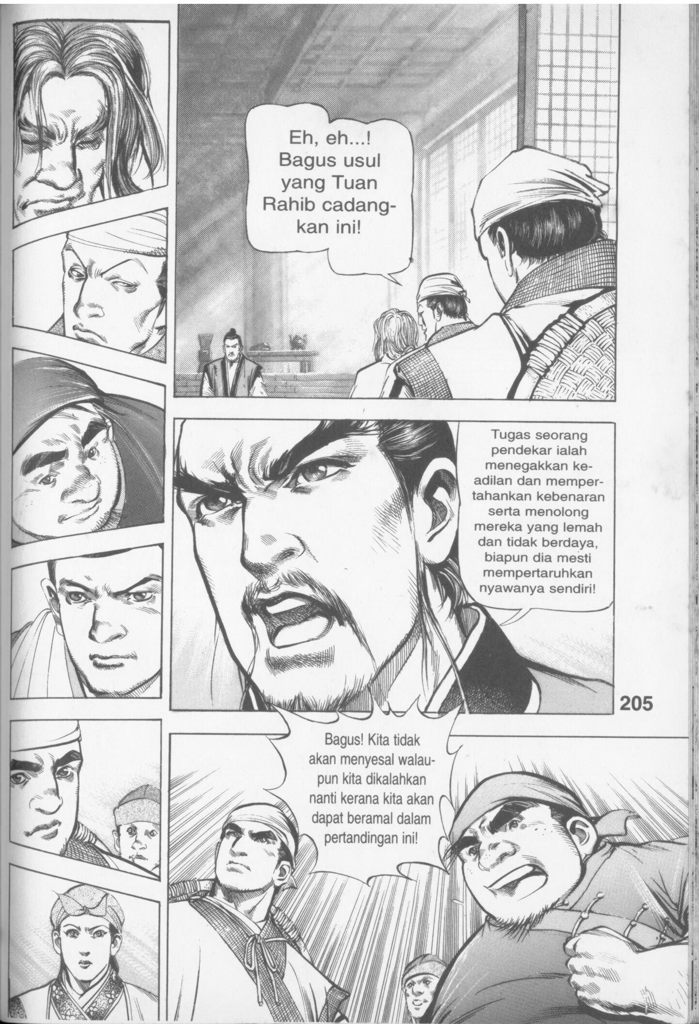 Eh, eh...!
Bagus usul
yang Tuan
Rahib cadang-
kan ini!
Tugas seorang
pendekar ialah
menegakkan ke-
adilan dan memper-
tahankan kebenaran
serta menolong
mereka yang lemah
dan tidak berdaya,
biapun dia mesti
mempertaruhkan
nyawanya sendiri!
205
Bagus! Kita tidak
akan menyesal walau-
pun kita dikalahkan
nanti kerana kita akan
dapat beramal dalam
pertandingan ini!